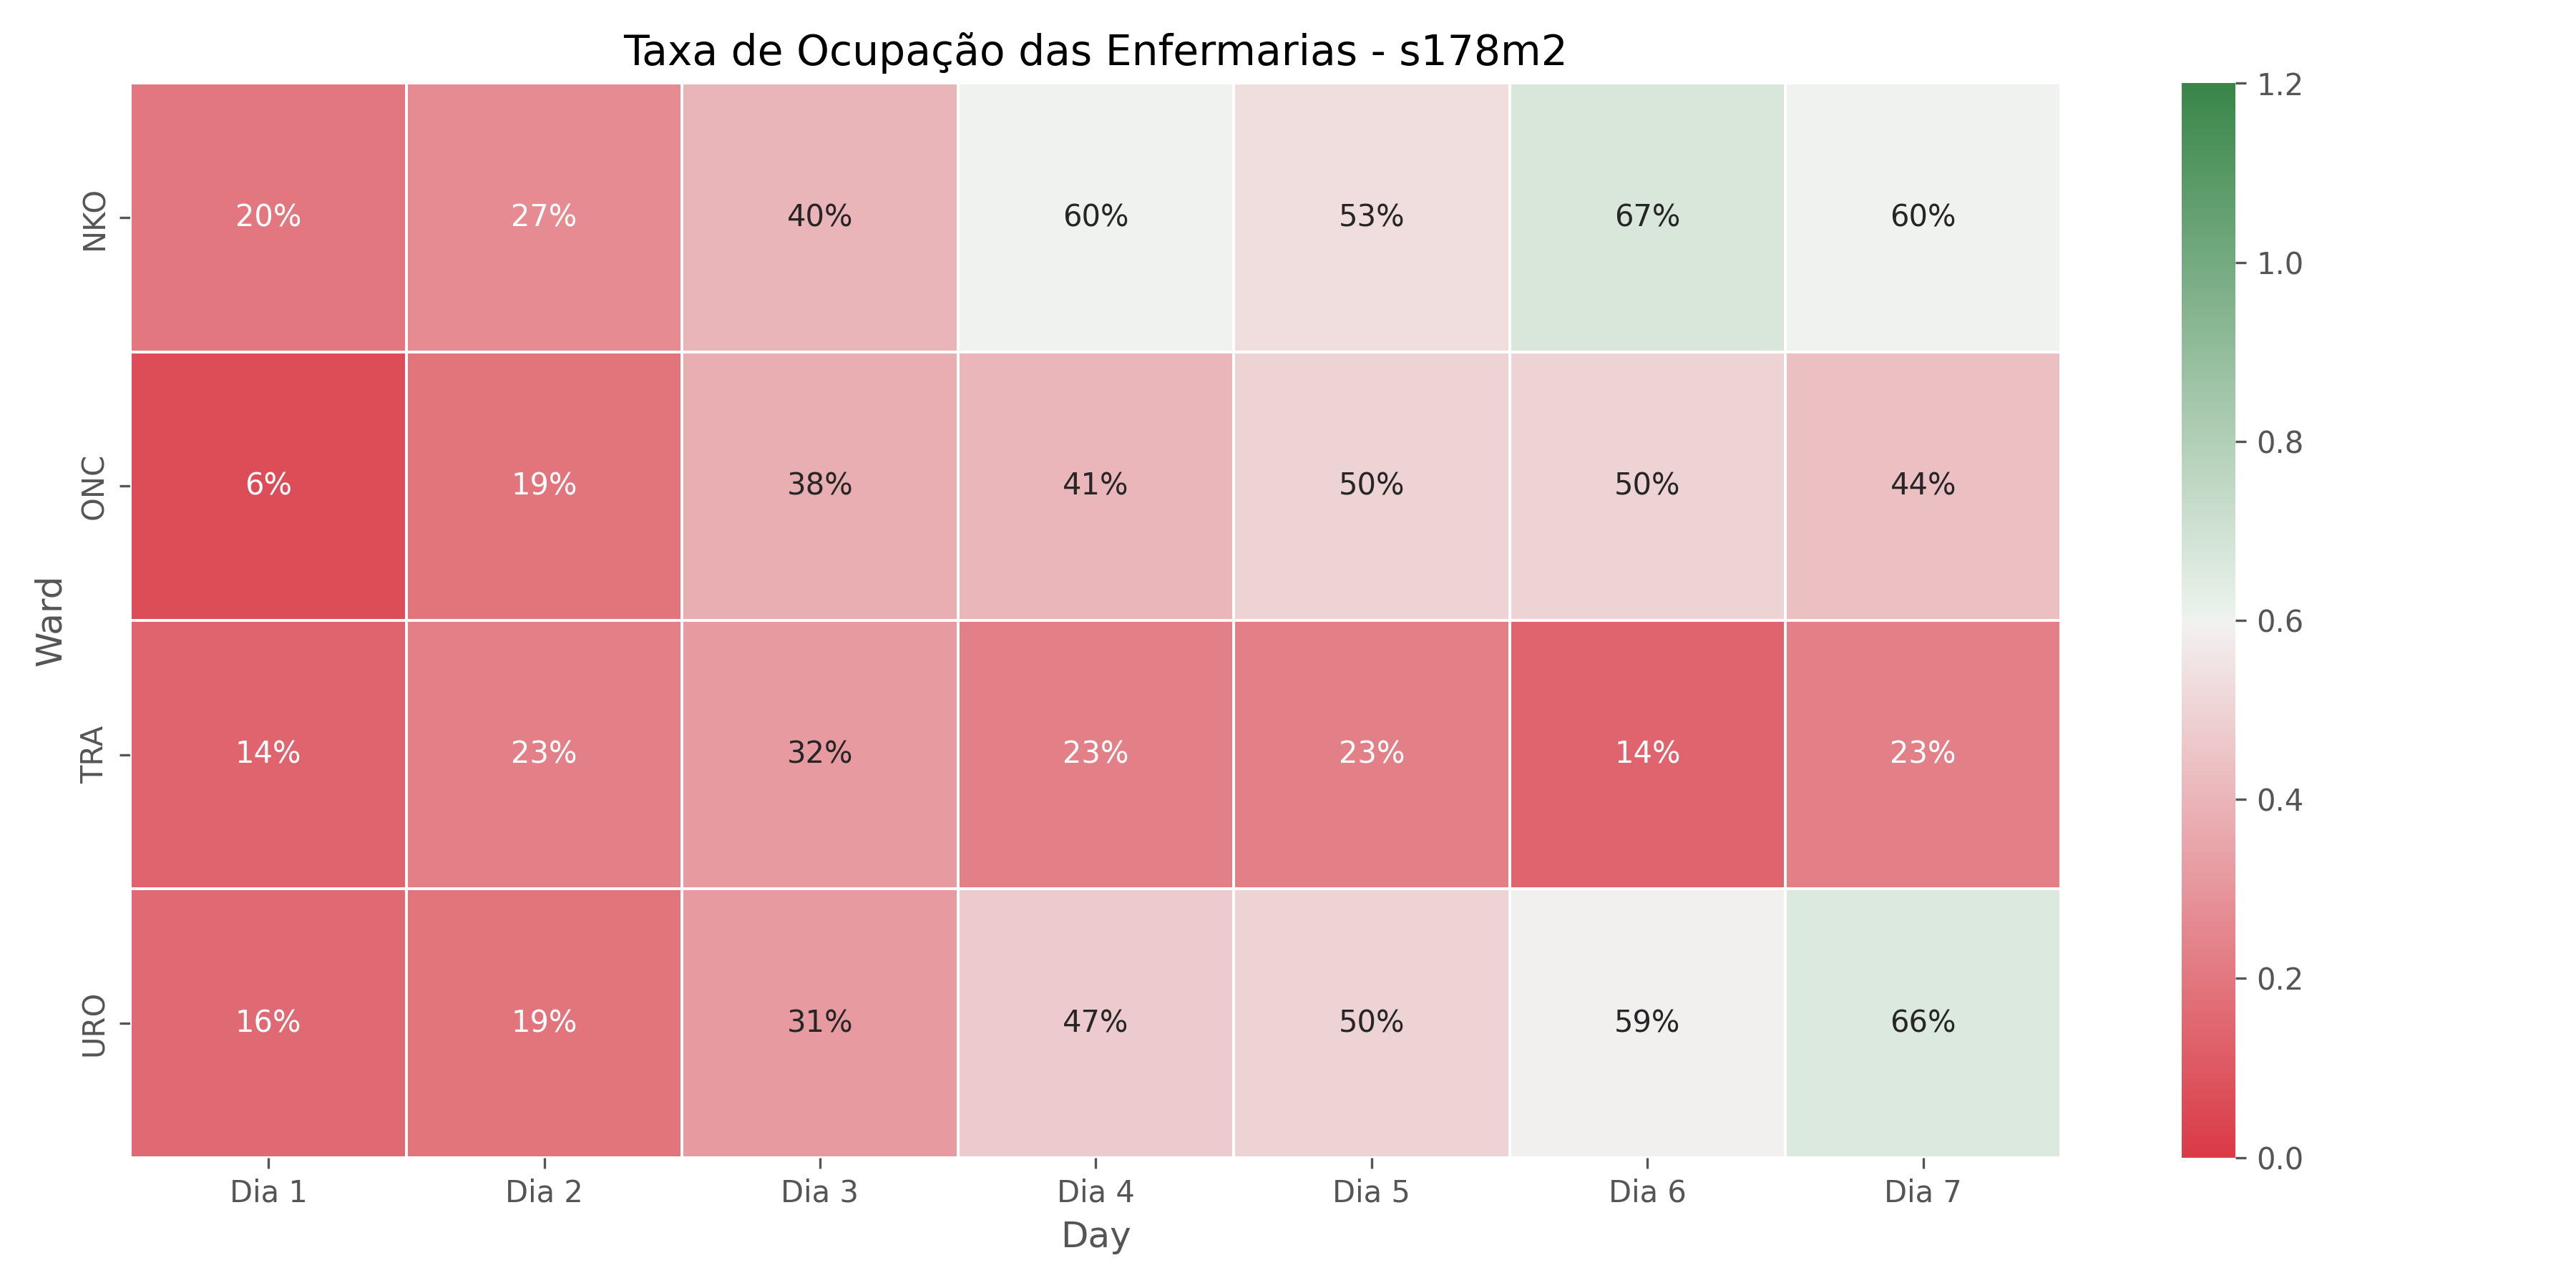 Taxa de Ocupação das Enfermarias - s178m2
NKO 20% 27% 40% 60% 53% 67% 60%
ONC 6% 19% 38% 41% 50% 50% 44%
TRA 14% 23% 32% 23% 23% 14% 23%
URO 16% 19% 31% 47% 50% 59% 66%
Dia 1 Dia 2 Dia 3 Dia 4 Dia 5 Dia 6 Dia 7
Day
Ward
1.2
1.0
0.8
0.6
0.4
0.2
0.0